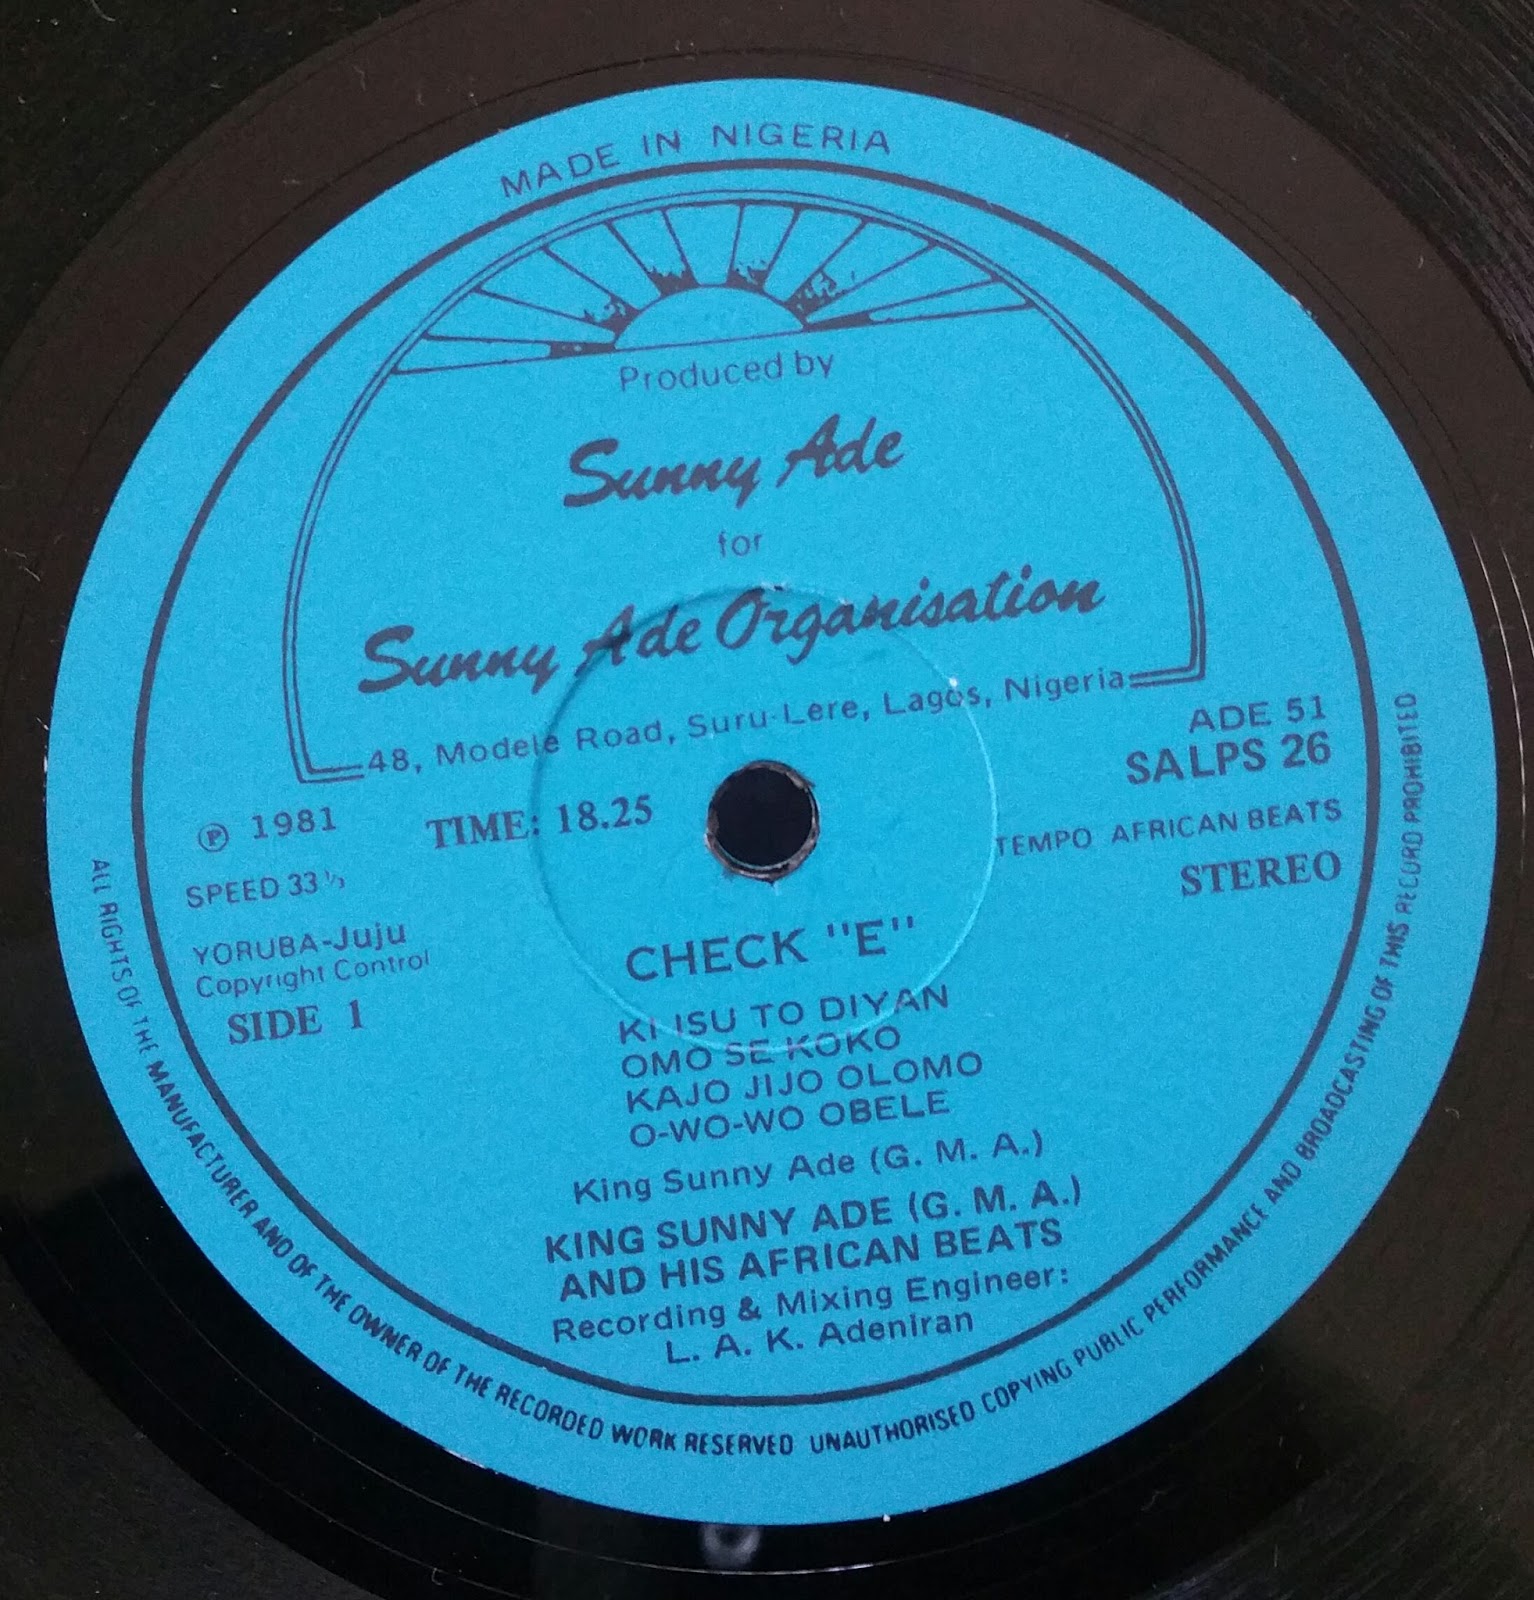 MADE IN NIGERIA
Produced by
Sunny Ade
for
Sunny Ade Organisation
48, Modele Road, Suru-Lere, Lagos, Nigeria
ADE 51
SALPS 26
℗ 1981
TIME: 18.25
TEMPO AFRICAN BEATS
SPEED 33 ⅓
STEREO
YORUBA-Juju
Copyright Control
SIDE 1
CHECK "E"
KI ISU TO DIYAN
OMO SE KOKO
KAJO JIJO OLOMO
O-WO-WO OBELE
King Sunny Ade (G. M. A.)
KING SUNNY ADE (G. M. A.)
AND HIS AFRICAN BEATS
Recording & Mixing Engineer:
L. A. K. Adeniran
ALL RIGHTS OF THE MANUFACTURER AND OF THE OWNER OF THE RECORDED WORK RESERVED UNAUTHORISED COPYING PUBLIC PERFORMANCE AND BROADCASTING OF THIS RECORD PROHIBITED